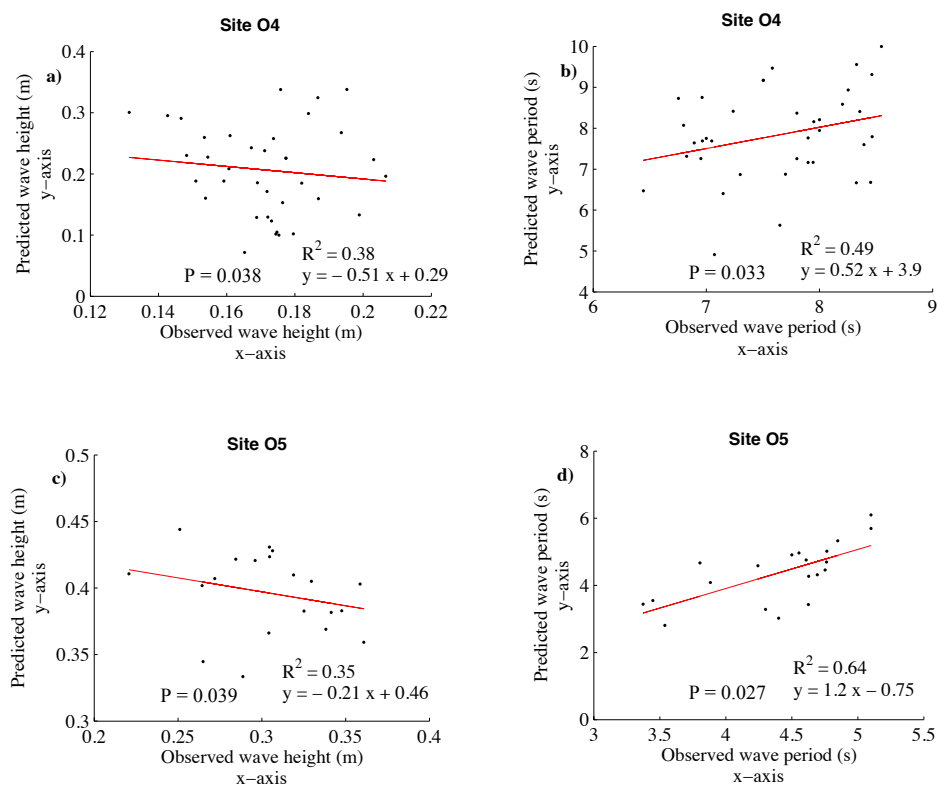 Site O4
a)
Predicted wave height (m)
y−axis
0.4
0.3
0.2
0.1
0
0.12
0.14
0.16
0.18
0.2
0.22
P = 0.038
R² = 0.38
y = − 0.51 x + 0.29
Observed wave height (m)
x−axis
Site O4
b)
Predicted wave period (s)
y−axis
10
9
8
7
6
5
4
6
7
8
9
P = 0.033
R² = 0.49
y = 0.52 x + 3.9
Observed wave period (s)
x−axis
Site O5
c)
Predicted wave height (m)
y−axis
0.5
0.45
0.4
0.35
0.3
0.2
0.25
0.3
0.35
0.4
P = 0.039
R² = 0.35
y = − 0.21 x + 0.46
Observed wave height (m)
x−axis
Site O5
d)
Predicted wave period (s)
y−axis
8
6
4
2
0
3
3.5
4
4.5
5
5.5
P = 0.027
R² = 0.64
y = 1.2 x − 0.75
Observed wave period (s)
x−axis